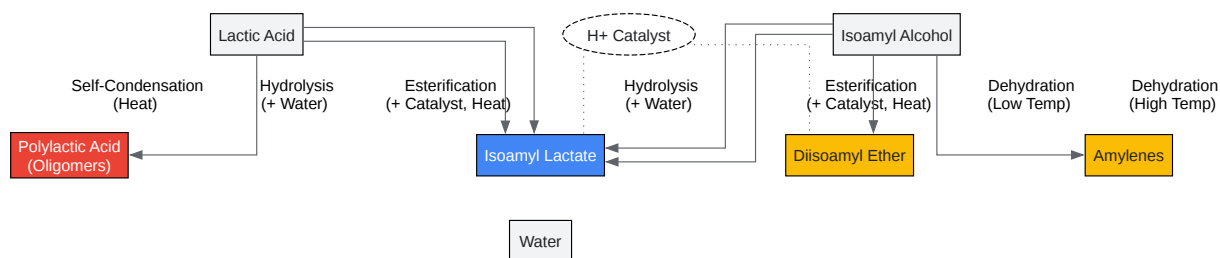 Lactic Acid
H+ Catalyst
Isoamyl Alcohol
Self-Condensation
(Heat)
Hydrolysis
(+ Water)
Esterification
(+ Catalyst, Heat)
Hydrolysis
(+ Water)
Esterification
(+ Catalyst, Heat)
Dehydration
(Low Temp)
Dehydration
(High Temp)
Polylactic Acid
(Oligomers)
Isoamyl Lactate
Diisoamyl Ether
Amylenes
Water